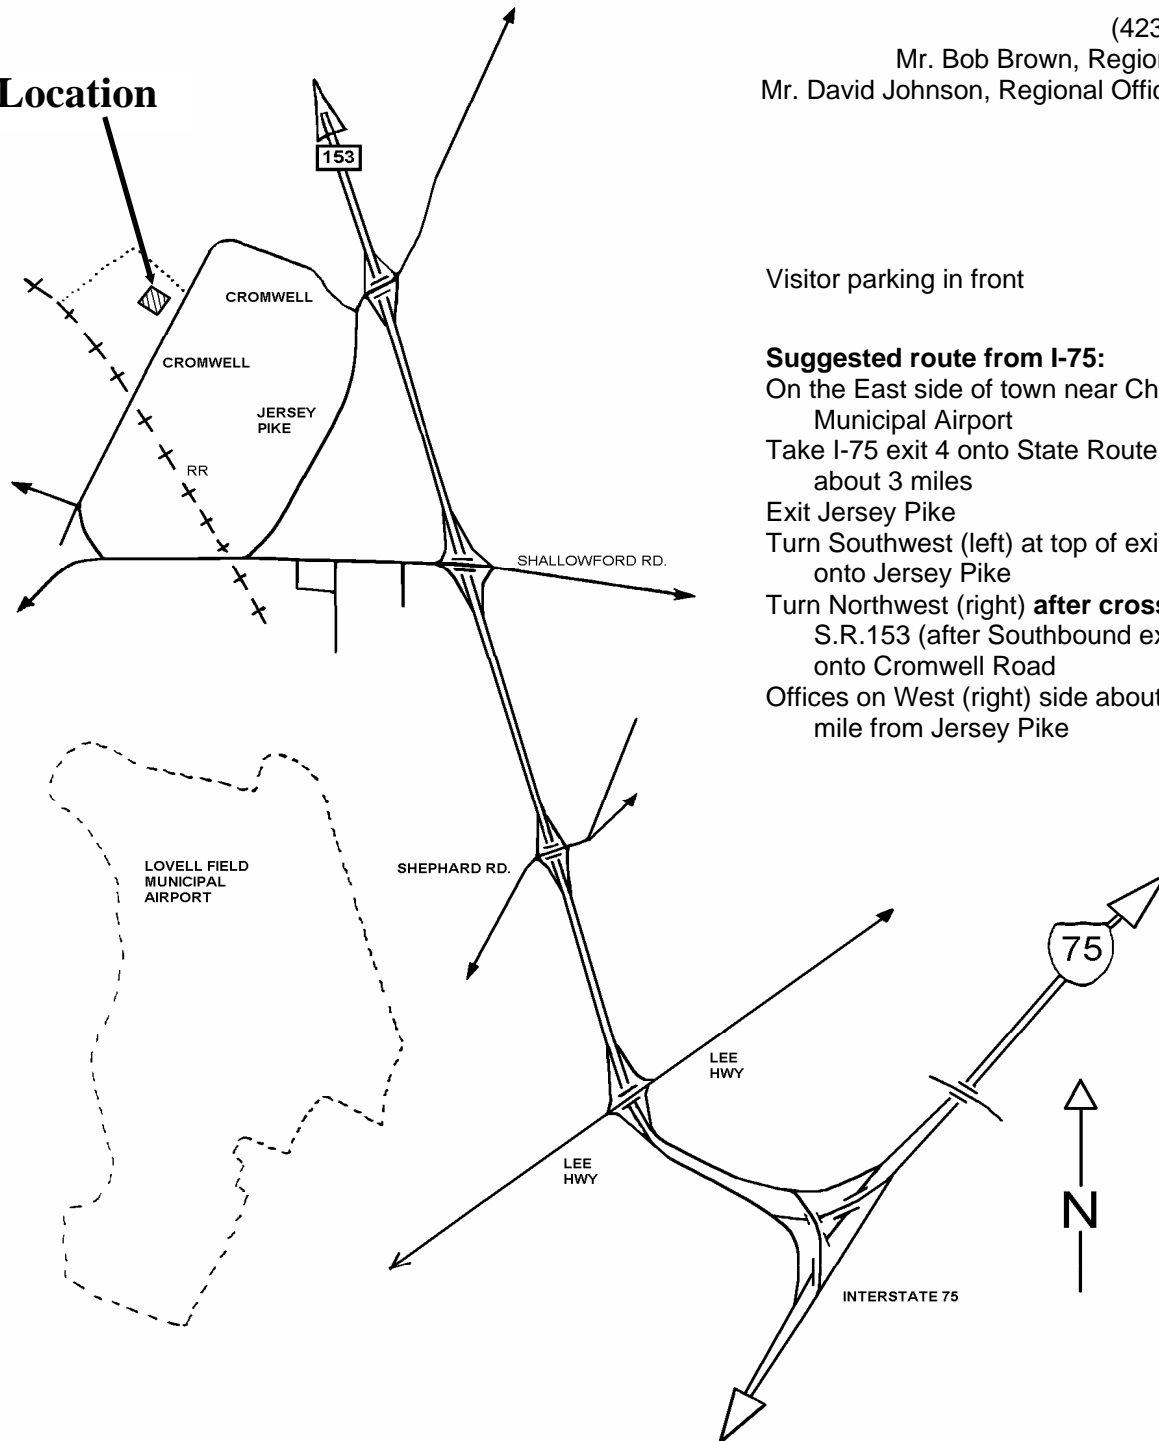 (423
Mr. Bob Brown, Region
Mr. David Johnson, Regional Offic
Location
153
Visitor parking in front
CROMWELL
Suggested route from I-75:
On the East side of town near Ch
Municipal Airport
Take I-75 exit 4 onto State Route
about 3 miles
Exit Jersey Pike
Turn Southwest (left) at top of exi
onto Jersey Pike
Turn Northwest (right) after cross
S.R.153 (after Southbound ex
onto Cromwell Road
Offices on West (right) side about
mile from Jersey Pike
CROMWELL
JERSEY
PIKE
RR
SHALLOWFORD RD.
LOVELL FIELD
MUNICIPAL
AIRPORT
SHEPHARD RD.
75
LEE
HWY
LEE
HWY
N
INTERSTATE 75